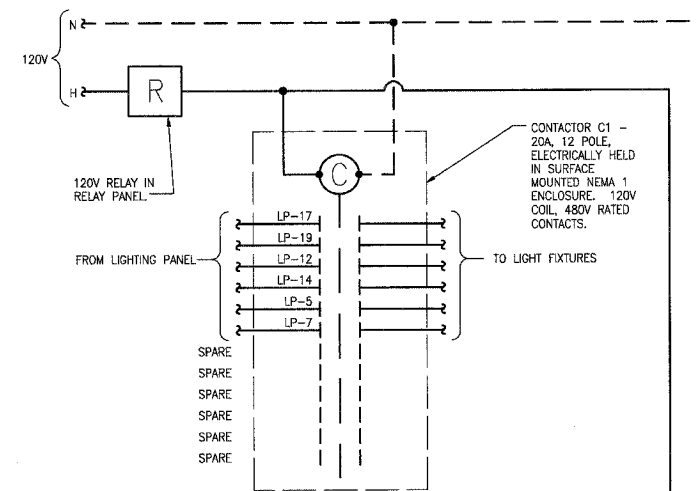 N
120V
H
R
CONTACTOR C1 –
20A, 12 POLE,
ELECTRICALLY HELD
IN SURFACE
MOUNTED NEMA 1
ENCLOSURE. 120V
COIL, 480V RATED
CONTACTS.
C
120V RELAY IN
RELAY PANEL
LP–17
LP–19
FROM LIGHTING PANEL
LP–12
TO LIGHT FIXTURES
LP–14
LP–5
LP–7
SPARE
SPARE
SPARE
SPARE
SPARE
SPARE